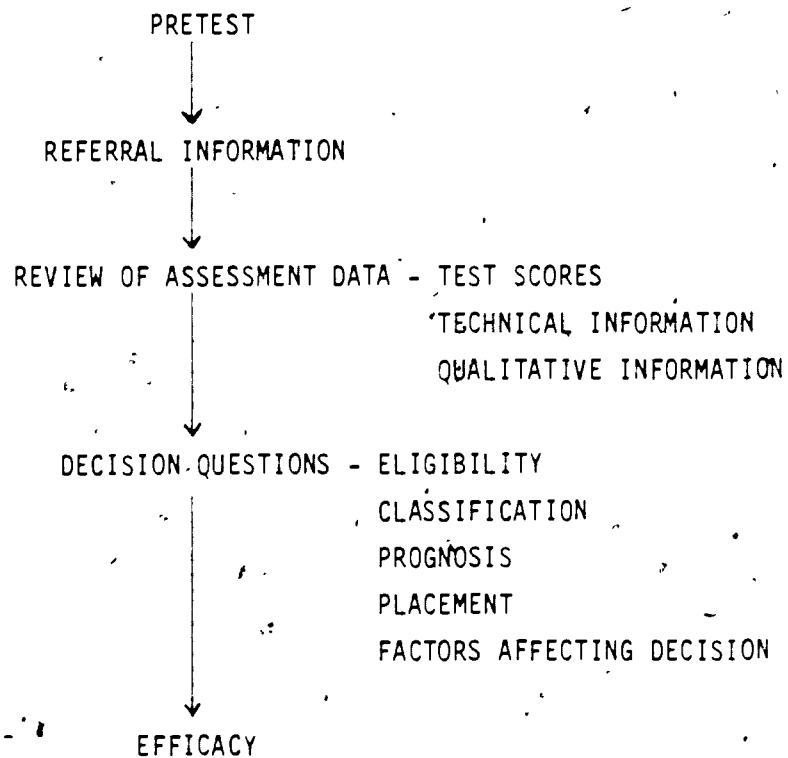 PRETEST
REFERRAL INFORMATION
REVIEW OF ASSESSMENT DATA - TEST SCORES
TECHNICAL INFORMATION
QUALITATIVE INFORMATION
DECISION QUESTIONS - ELIGIBILITY
CLASSIFICATION
PROGNOSIS
PLACEMENT
FACTORS AFFECTING DECISION
EFFICACY